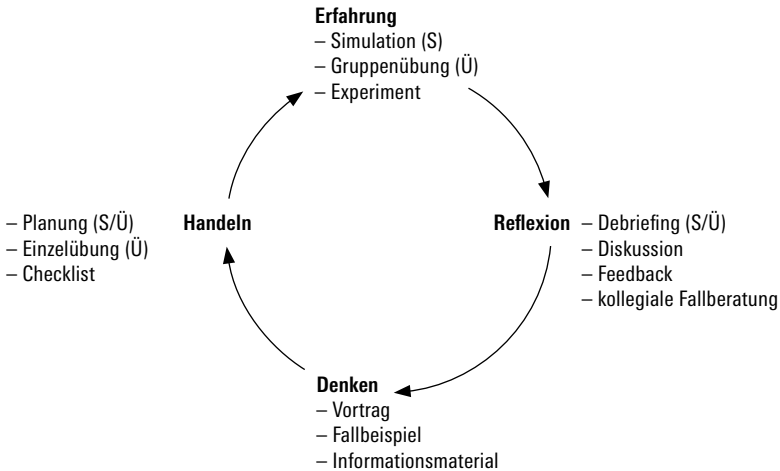 Erfahrung
– Simulation (S)
– Gruppenübung (Ü)
– Experiment
– Planung (S/Ü)
– Einzelübung (Ü)
– Checklist
Handeln
Reflexion
– Debriefing (S/Ü)
– Diskussion
– Feedback
– kollegiale Fallberatung
Denken
– Vortrag
– Fallbeispiel
– Informationsmaterial